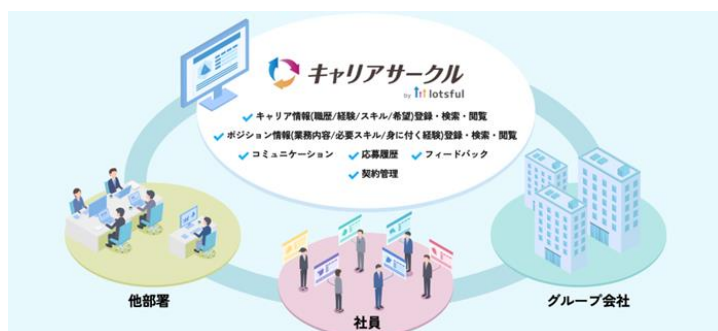 キャリアサークル
by lotsful
キャリア情報(職歴/経験/スキル/希望)登録・検索・閲覧
ポジション情報(業務内容/必要スキル/身に付く経験)登録・検索・閲覧
コミュニケーション 応募履歴 フィードバック
契約管理
他部署
社員
グループ会社